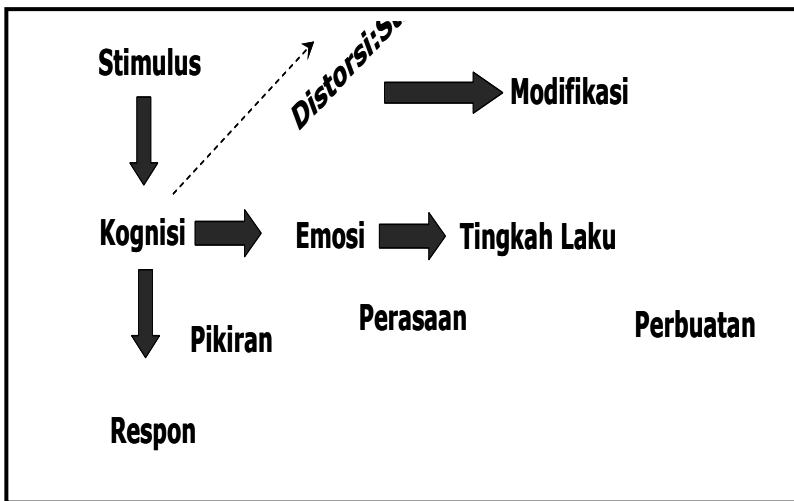 Stimulus
Distorsi:
Modifikasi
Kognisi
Emosi
Tingkah Laku
Pikiran
Perasaan
Perbuatan
Respon